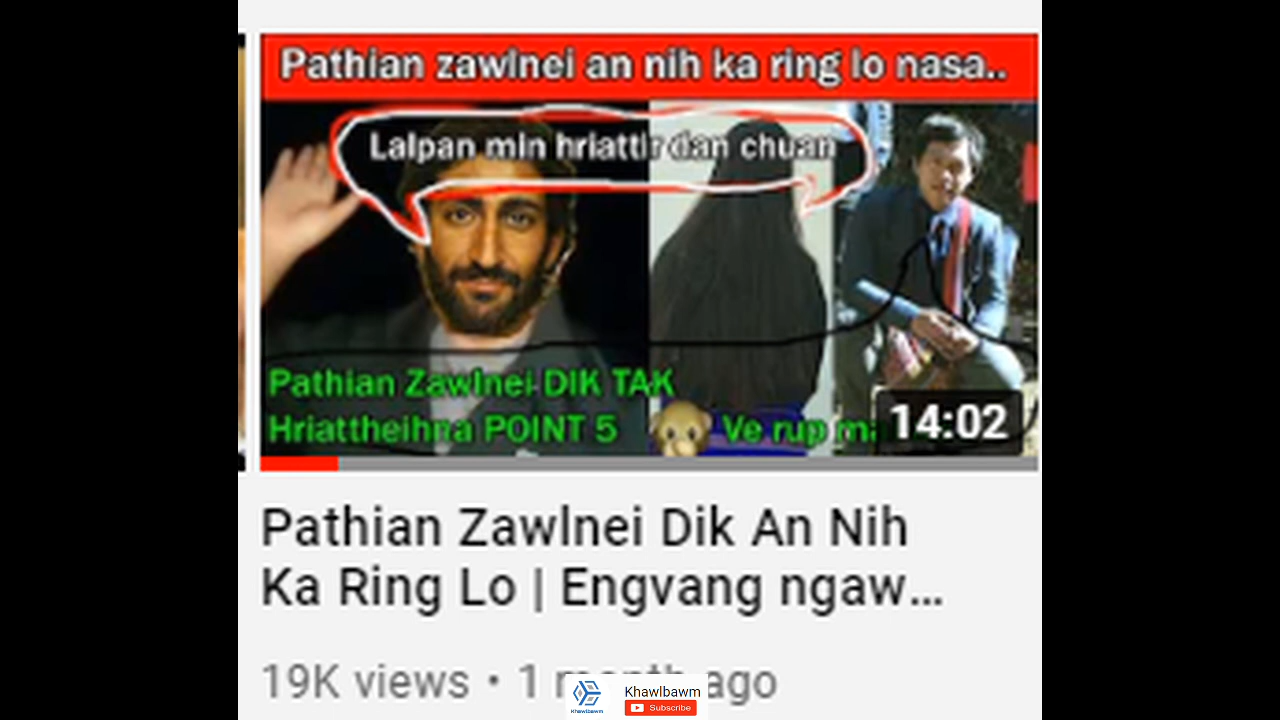 Pathian zawlnei an nih ka ring lo nasa..
Lalpan min hriattir dan chuan
Pathian Zawlnei DIK TAK
Hriattheihna POINT 5
Ve rup
14:02
Pathian Zawlnei Dik An Nih
Ka Ring Lo | Engvang ngaw...
19K views • 1 month ago
Khawlbawm
Khawlbawm
Subscribe